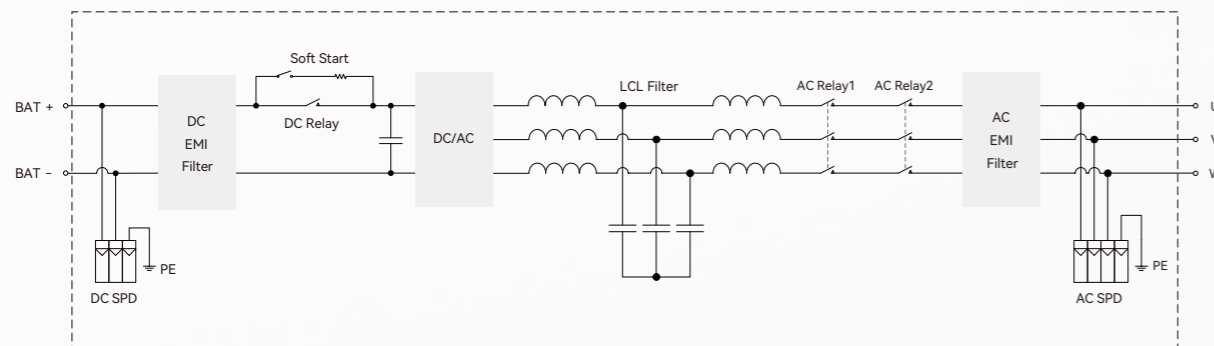 Soft Start
LCL Filter
AC Relay1
AC Relay2
BAT +
DC Relay
DC
EMI
Filter
DC/AC
AC
EMI
Filter
U
V
BAT −
W
PE
DC SPD
PE
AC SPD